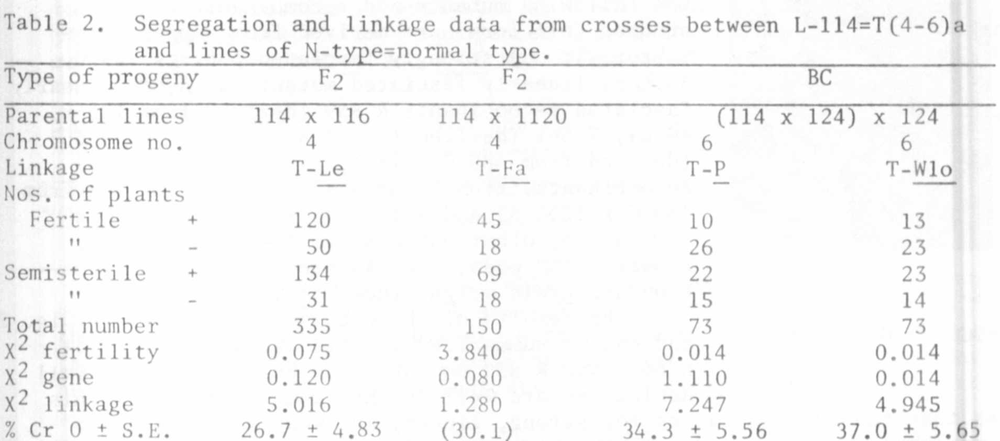 Table 2. Segregation and linkage data from crosses between L-114=T(4-6)a
and lines of N-type=normal type.
Type of progeny F2 F2 BC
Parental lines 114 x 116 114 x 1120 (114 x 124) x 124
Chromosome no. 4 4 6 6
Linkage T-Le T-Fa T-P T-Wlo
Nos. of plants
Fertile + 120 45 10 13
" - 50 18 26 23
Semisterile + 134 69 22 23
" - 31 18 15 14
Total number 335 150 73 73
X² fertility 0.075 3.840 0.014 0.014
X² gene 0.120 0.080 1.110 0.014
X² linkage 5.016 1.280 7.247 4.945
% Cr O ± S.E. 26.7 ± 4.83 (30.1) 34.3 ± 5.56 37.0 ± 5.65